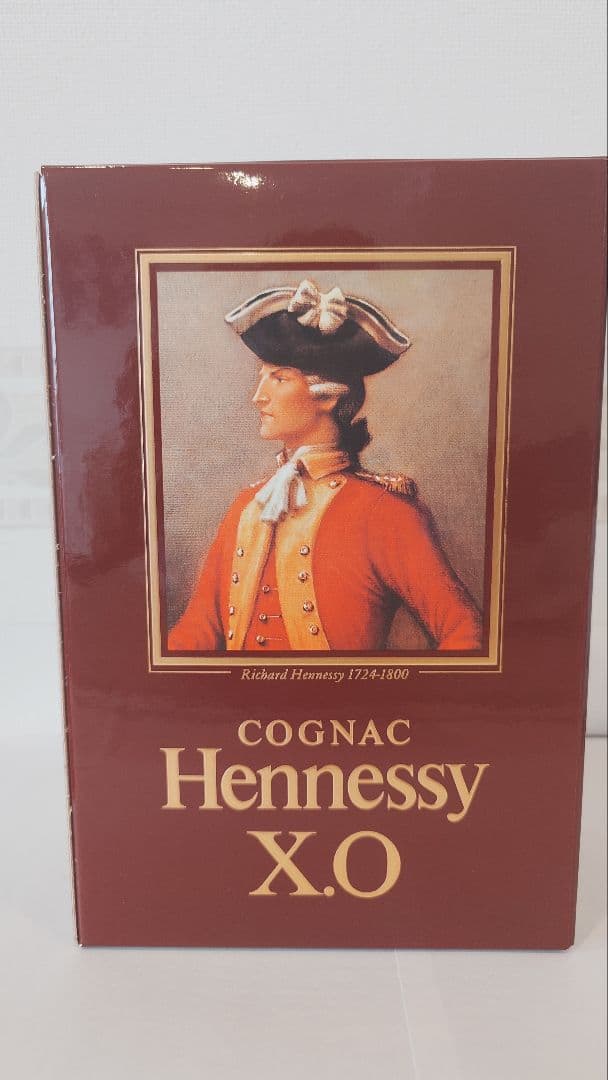 Richard Hennessy 1724-1800
COGNAC
Hennessy
X.O